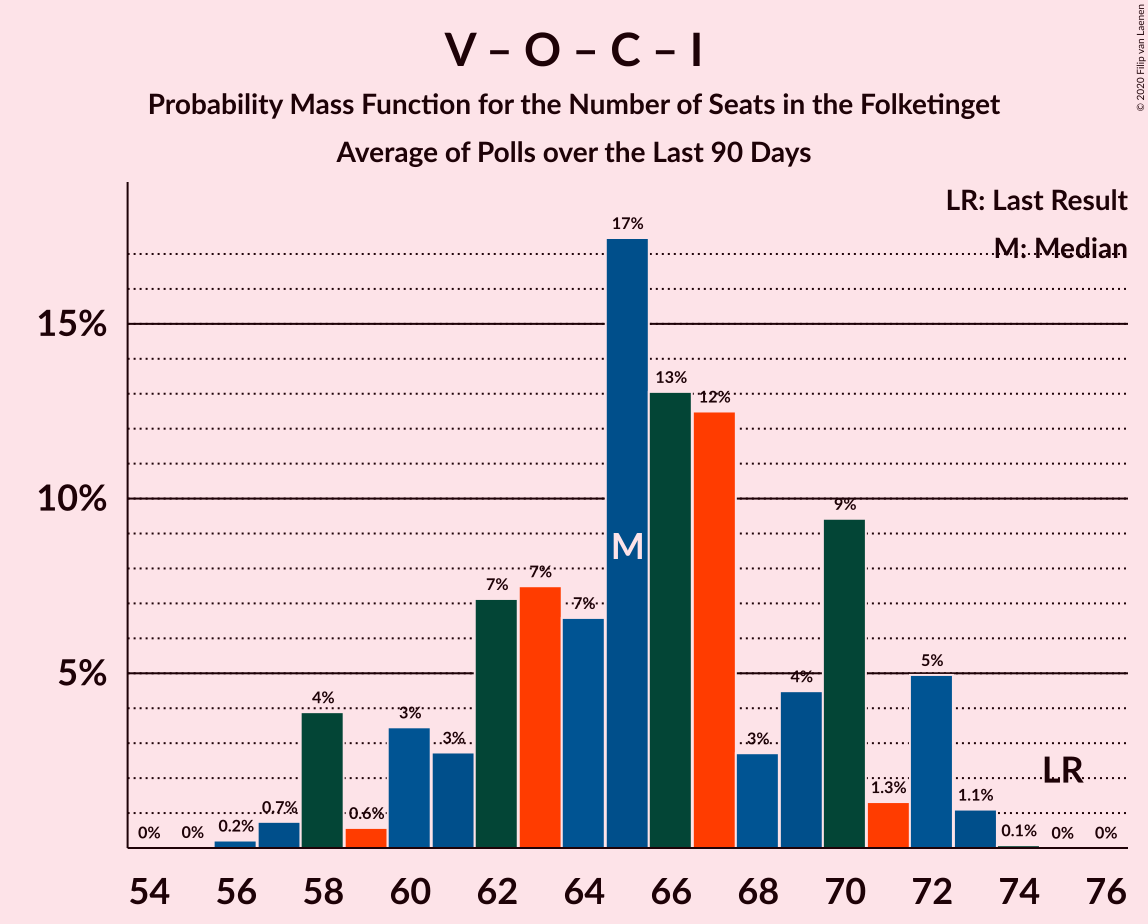 V – O – C – I
Probability Mass Function for the Number of Seats in the Folketinget
Average of Polls over the Last 90 Days
© 2020 Filip van Laenen
LR: Last Result
M: Median
15%
10%
5%
0% 0% 0.2% 0.7% 4% 0.6% 3% 3% 7% 7% 7% 17% 13% 12% 3% 4% 9% 1.3% 5% 1.1% 0.1% 0% 0%
M
LR
54 56 58 60 62 64 66 68 70 72 74 76